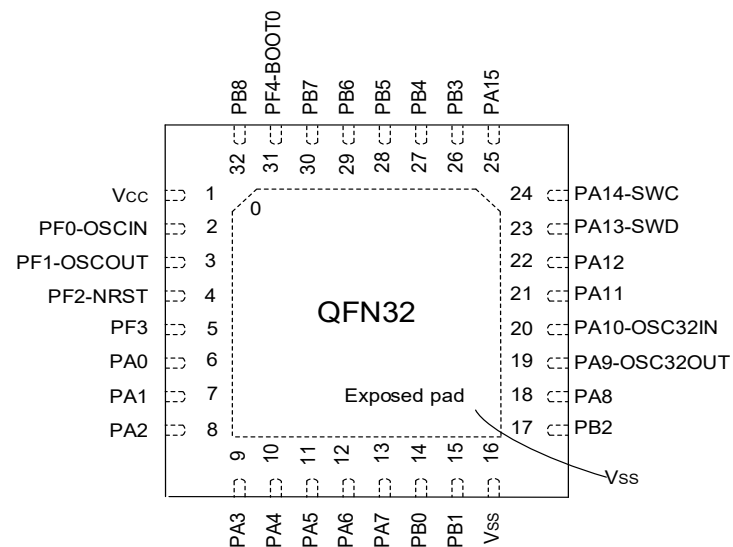 PB8
PF4-BOOT0
PB7
PB6
PB5
PB4
PB3
PA15
32
31
30
29
28
27
26
25
Vcc 1
PF0-OSCIN 2
PF1-OSCOUT 3
PF2-NRST 4
PF3 5
PA0 6
PA1 7
PA2 8
0
QFN32
Exposed pad
24 PA14-SWC
23 PA13-SWD
22 PA12
21 PA11
20 PA10-OSC32IN
19 PA9-OSC32OUT
18 PA8
17 PB2
Vss
9
10
11
12
13
14
15
16
PA3
PA4
PA5
PA6
PA7
PB0
PB1
Vss